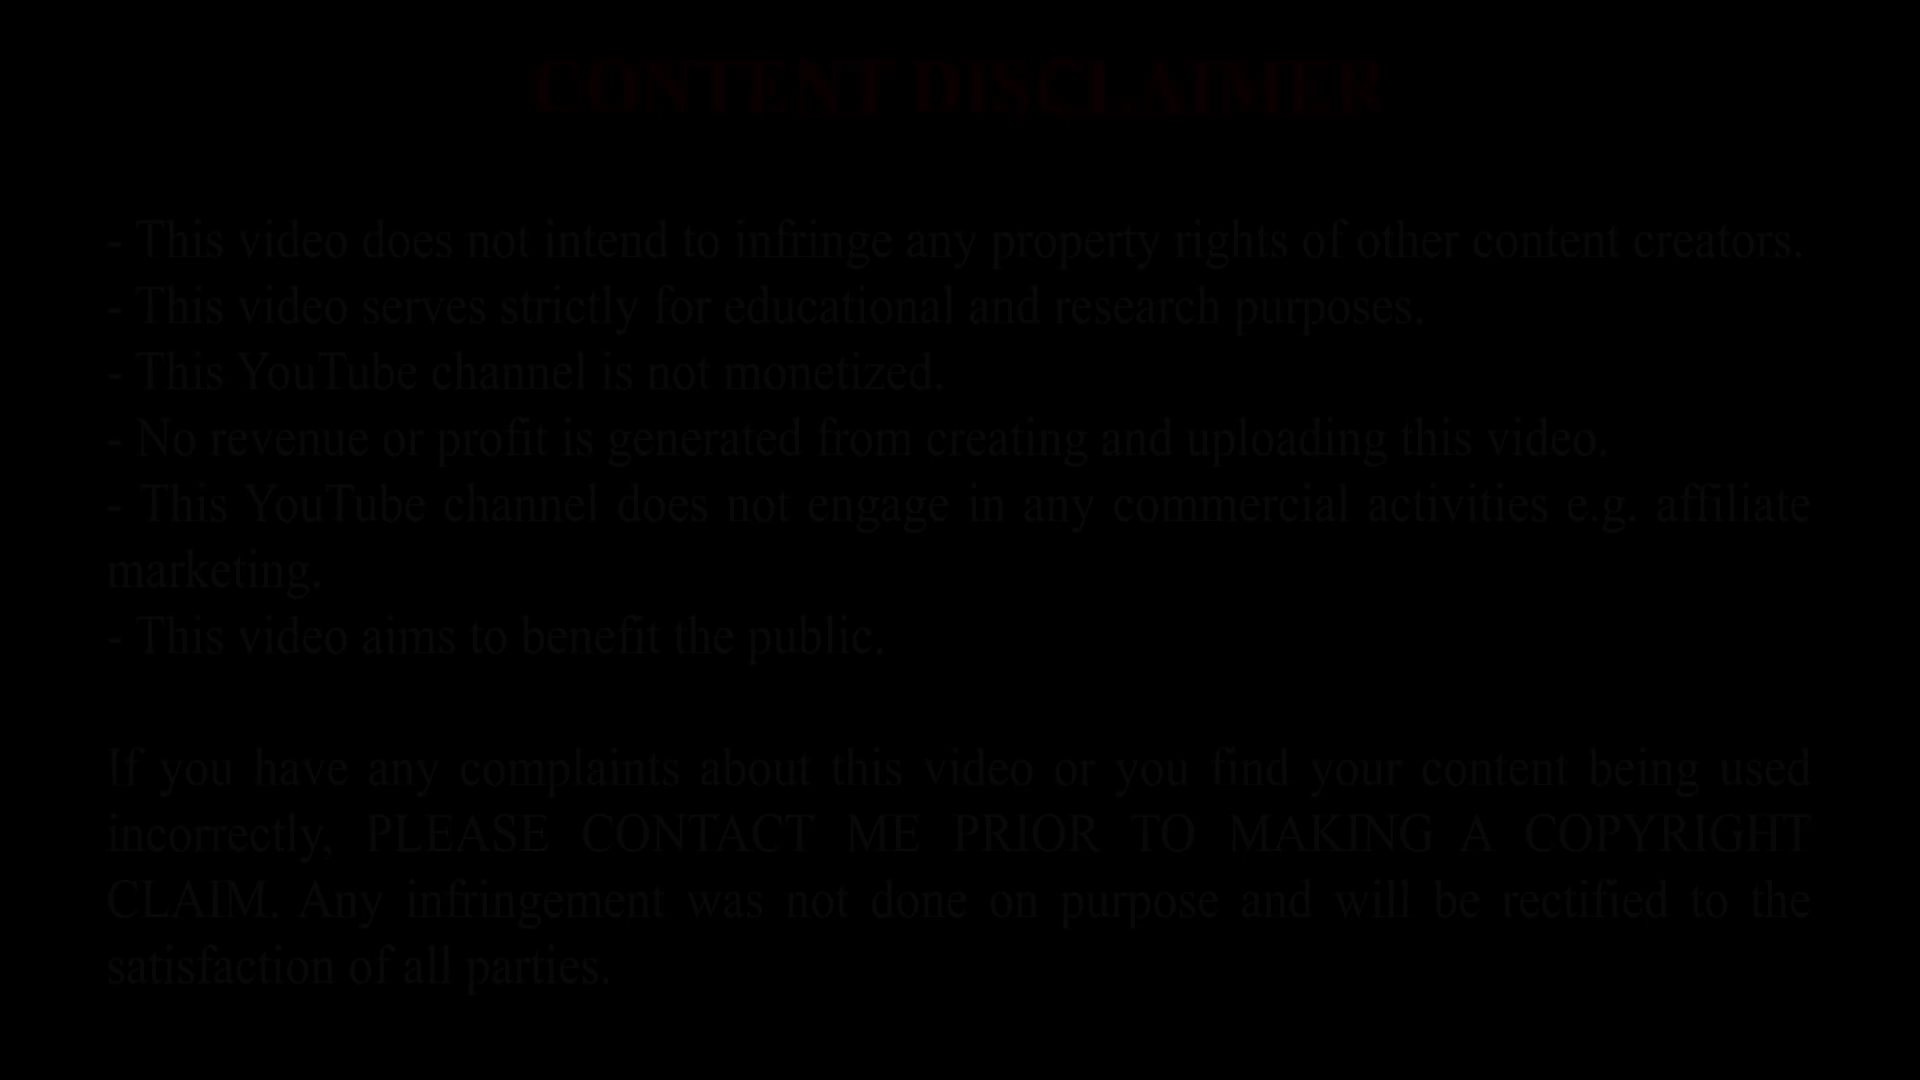 CONTENT DISCLAIMER
- This video does not intend to infringe any property rights of other content creators.
- This video serves strictly for educational and research purposes.
- This YouTube channel is not monetized.
- No revenue or profit is generated from creating and uploading this video.
- This YouTube channel does not engage in any commercial activities e.g. affiliate
marketing.
- This video aims to benefit the public.
If you have any complaints about this video or you find your content being used
incorrectly, PLEASE CONTACT ME PRIOR TO MAKING A COPYRIGHT
CLAIM. Any infringement was not done on purpose and will be rectified to the
satisfaction of all parties.